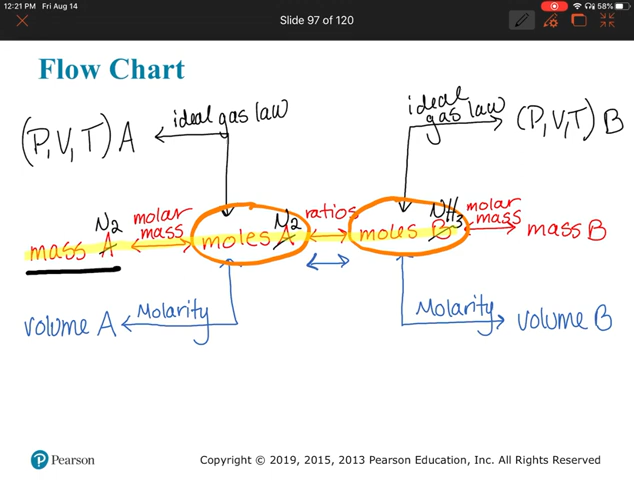 12:21 PM Fri Aug 14
58%
Slide 97 of 120
Flow Chart
(P,V,T) A
ideal gas law
ideal
gas law
(P,V,T) B
N2
mass A
molar
mass
moles A
N2
ratios
moles B
NH3
molar
mass
mass B
volume A
Molarity
Molarity
volume B
Pearson
Copyright © 2019, 2015, 2013 Pearson Education, Inc. All Rights Reserved.